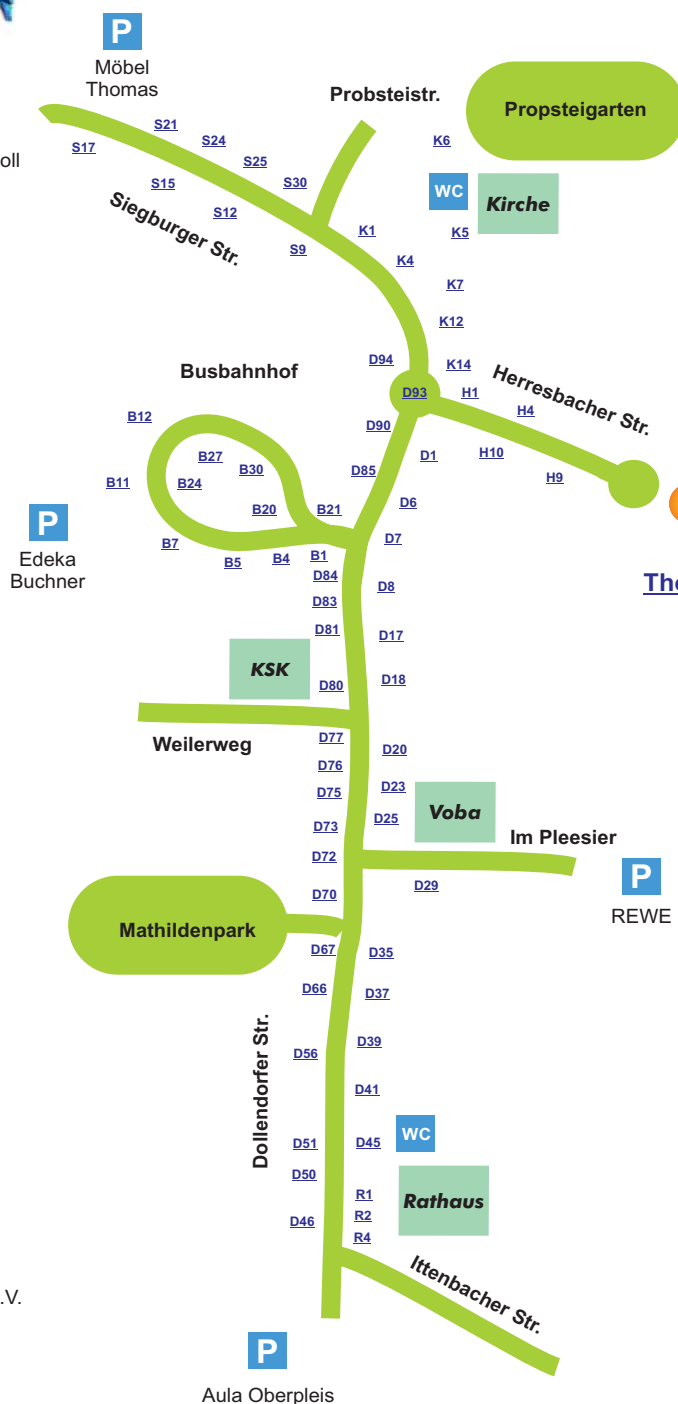 P
Möbel
Thomas
Probsteistr.
Propsteigarten
S21
S24
K6
S17
oll
S25
S15
S30
WC
Kirche
S12
Siegburger Str.
K1
K5
S9
K4
K7
K12
D94
K14
Busbahnhof
Herresbacher Str.
D93
H1
H4
B12
D90
B27
D1
H10
B30
D85
H9
B11
B24
D6
B20
B21
P
D7
Edeka
Buchner
B7
B5
B4
B1
D84
D8
The
D83
D81
D17
KSK
D80
D18
Weilerweg
D77
D20
D76
D23
D75
D25
Voba
D73
Im Pleesier
D72
P
D29
D70
REWE
Mathildenpark
D67
D35
D66
D37
Dollendorfer Str.
D39
D56
D41
WC
D51
D45
D50
R1
Rathaus
D46
R2
R4
Ittenbacher Str.
.V.
P
Aula Oberpleis